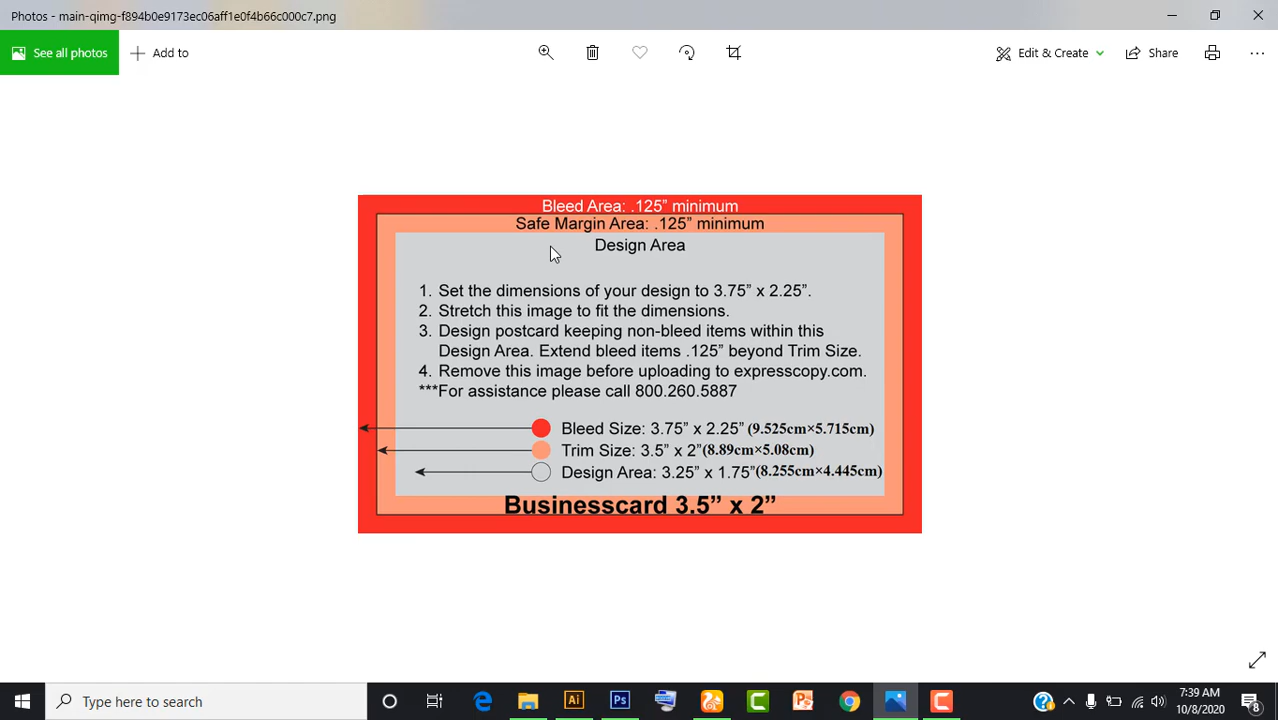 Photos - main-qimg-f894b0e9173ec06aff1e0f4b66c000c7.png
See all photos
Add to
Edit & Create
Share
Bleed Area: .125" minimum
Safe Margin Area: .125” minimum
Design Area
1. Set the dimensions of your design to 3.75” x 2.25”.
2. Stretch this image to fit the dimensions.
3. Design postcard keeping non-bleed items within this
Design Area. Extend bleed items .125” beyond Trim Size.
4. Remove this image before uploading to expresscopy.com.
***For assistance please call 800.260.5887
Bleed Size: 3.75” x 2.25” (9.525cm×5.715cm)
Trim Size: 3.5” x 2”(8.89cm×5.08cm)
Design Area: 3.25” x 1.75”(8.255cm×4.445cm)
Businesscard 3.5” x 2”
Type here to search
Ai
Ps
7:39 AM
10/8/2020
8